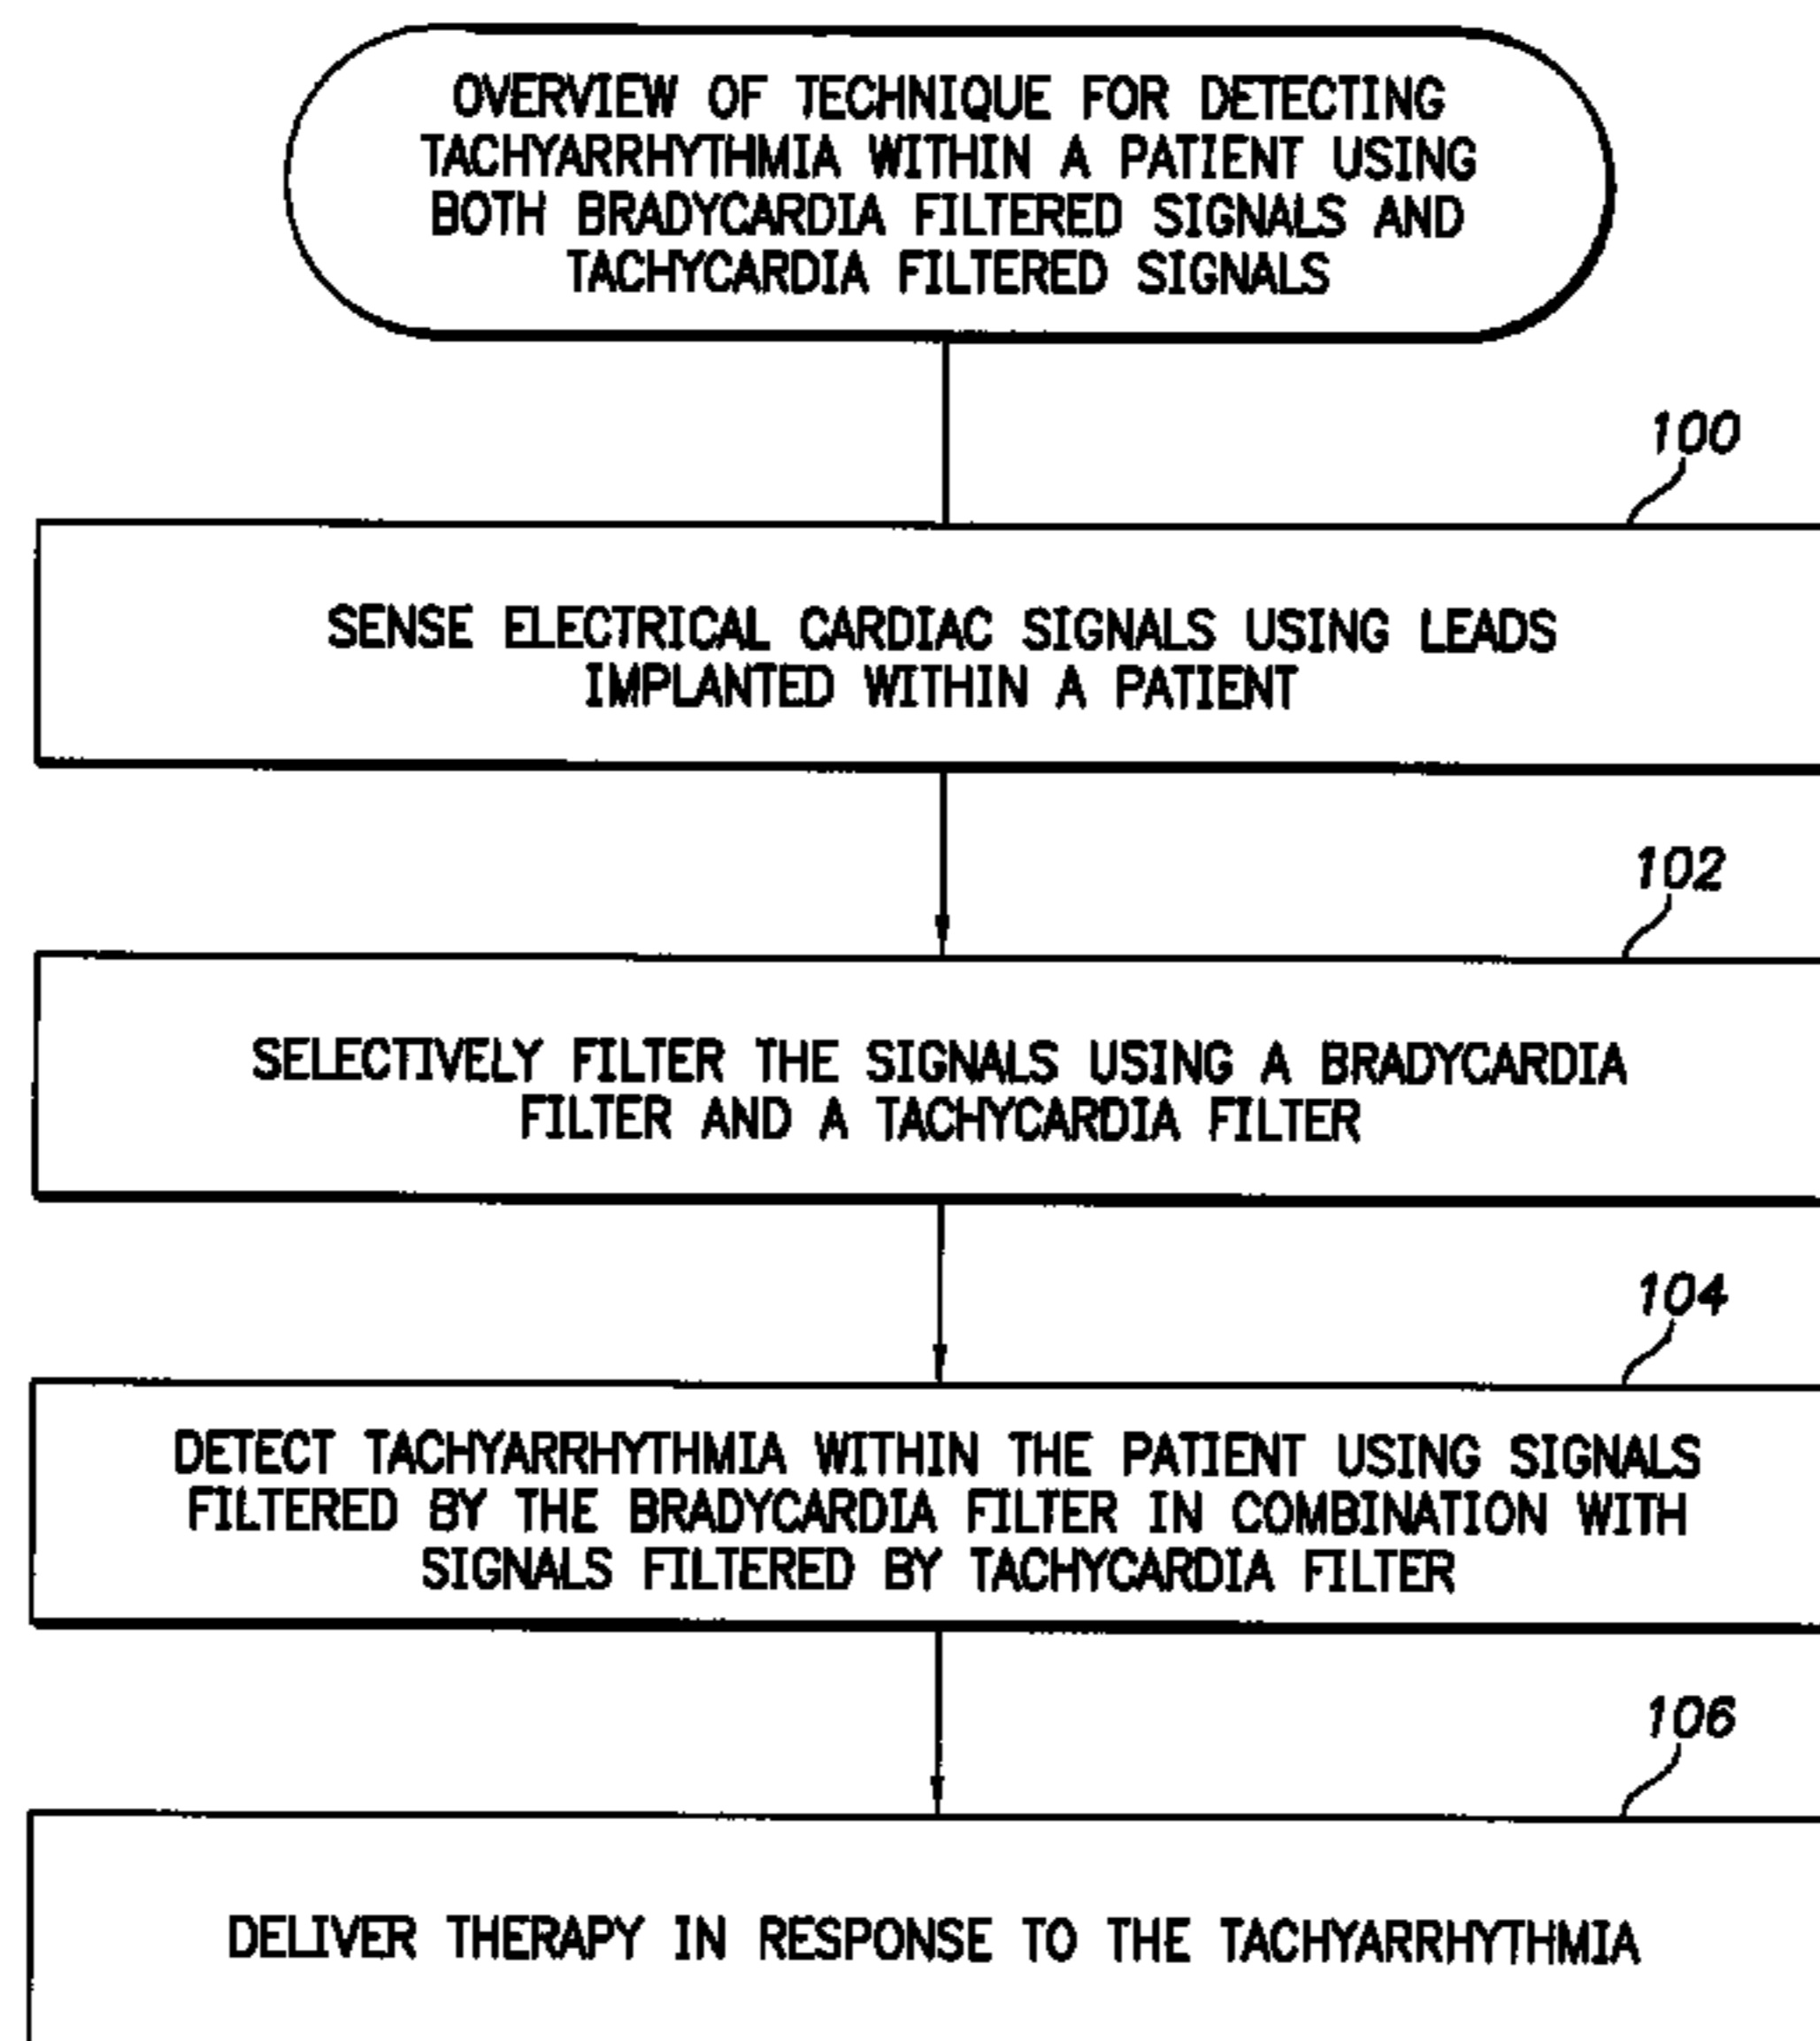 OVERVIEW OF TECHNIQUE FOR DETECTING
TACHYARRHYTHMIA WITHIN A PATIENT USING
BOTH BRADYCARDIA FILTERED SIGNALS AND
TACHYCARDIA FILTERED SIGNALS
100
SENSE ELECTRICAL CARDIAC SIGNALS USING LEADS
IMPLANTED WITHIN A PATIENT
102
SELECTIVELY FILTER THE SIGNALS USING A BRADYCARDIA
FILTER AND A TACHYCARDIA FILTER
104
DETECT TACHYARRHYTHMIA WITHIN THE PATIENT USING SIGNALS
FILTERED BY THE BRADYCARDIA FILTER IN COMBINATION WITH
SIGNALS FILTERED BY TACHYCARDIA FILTER
106
DELIVER THERAPY IN RESPONSE TO THE TACHYARRHYTHMIA